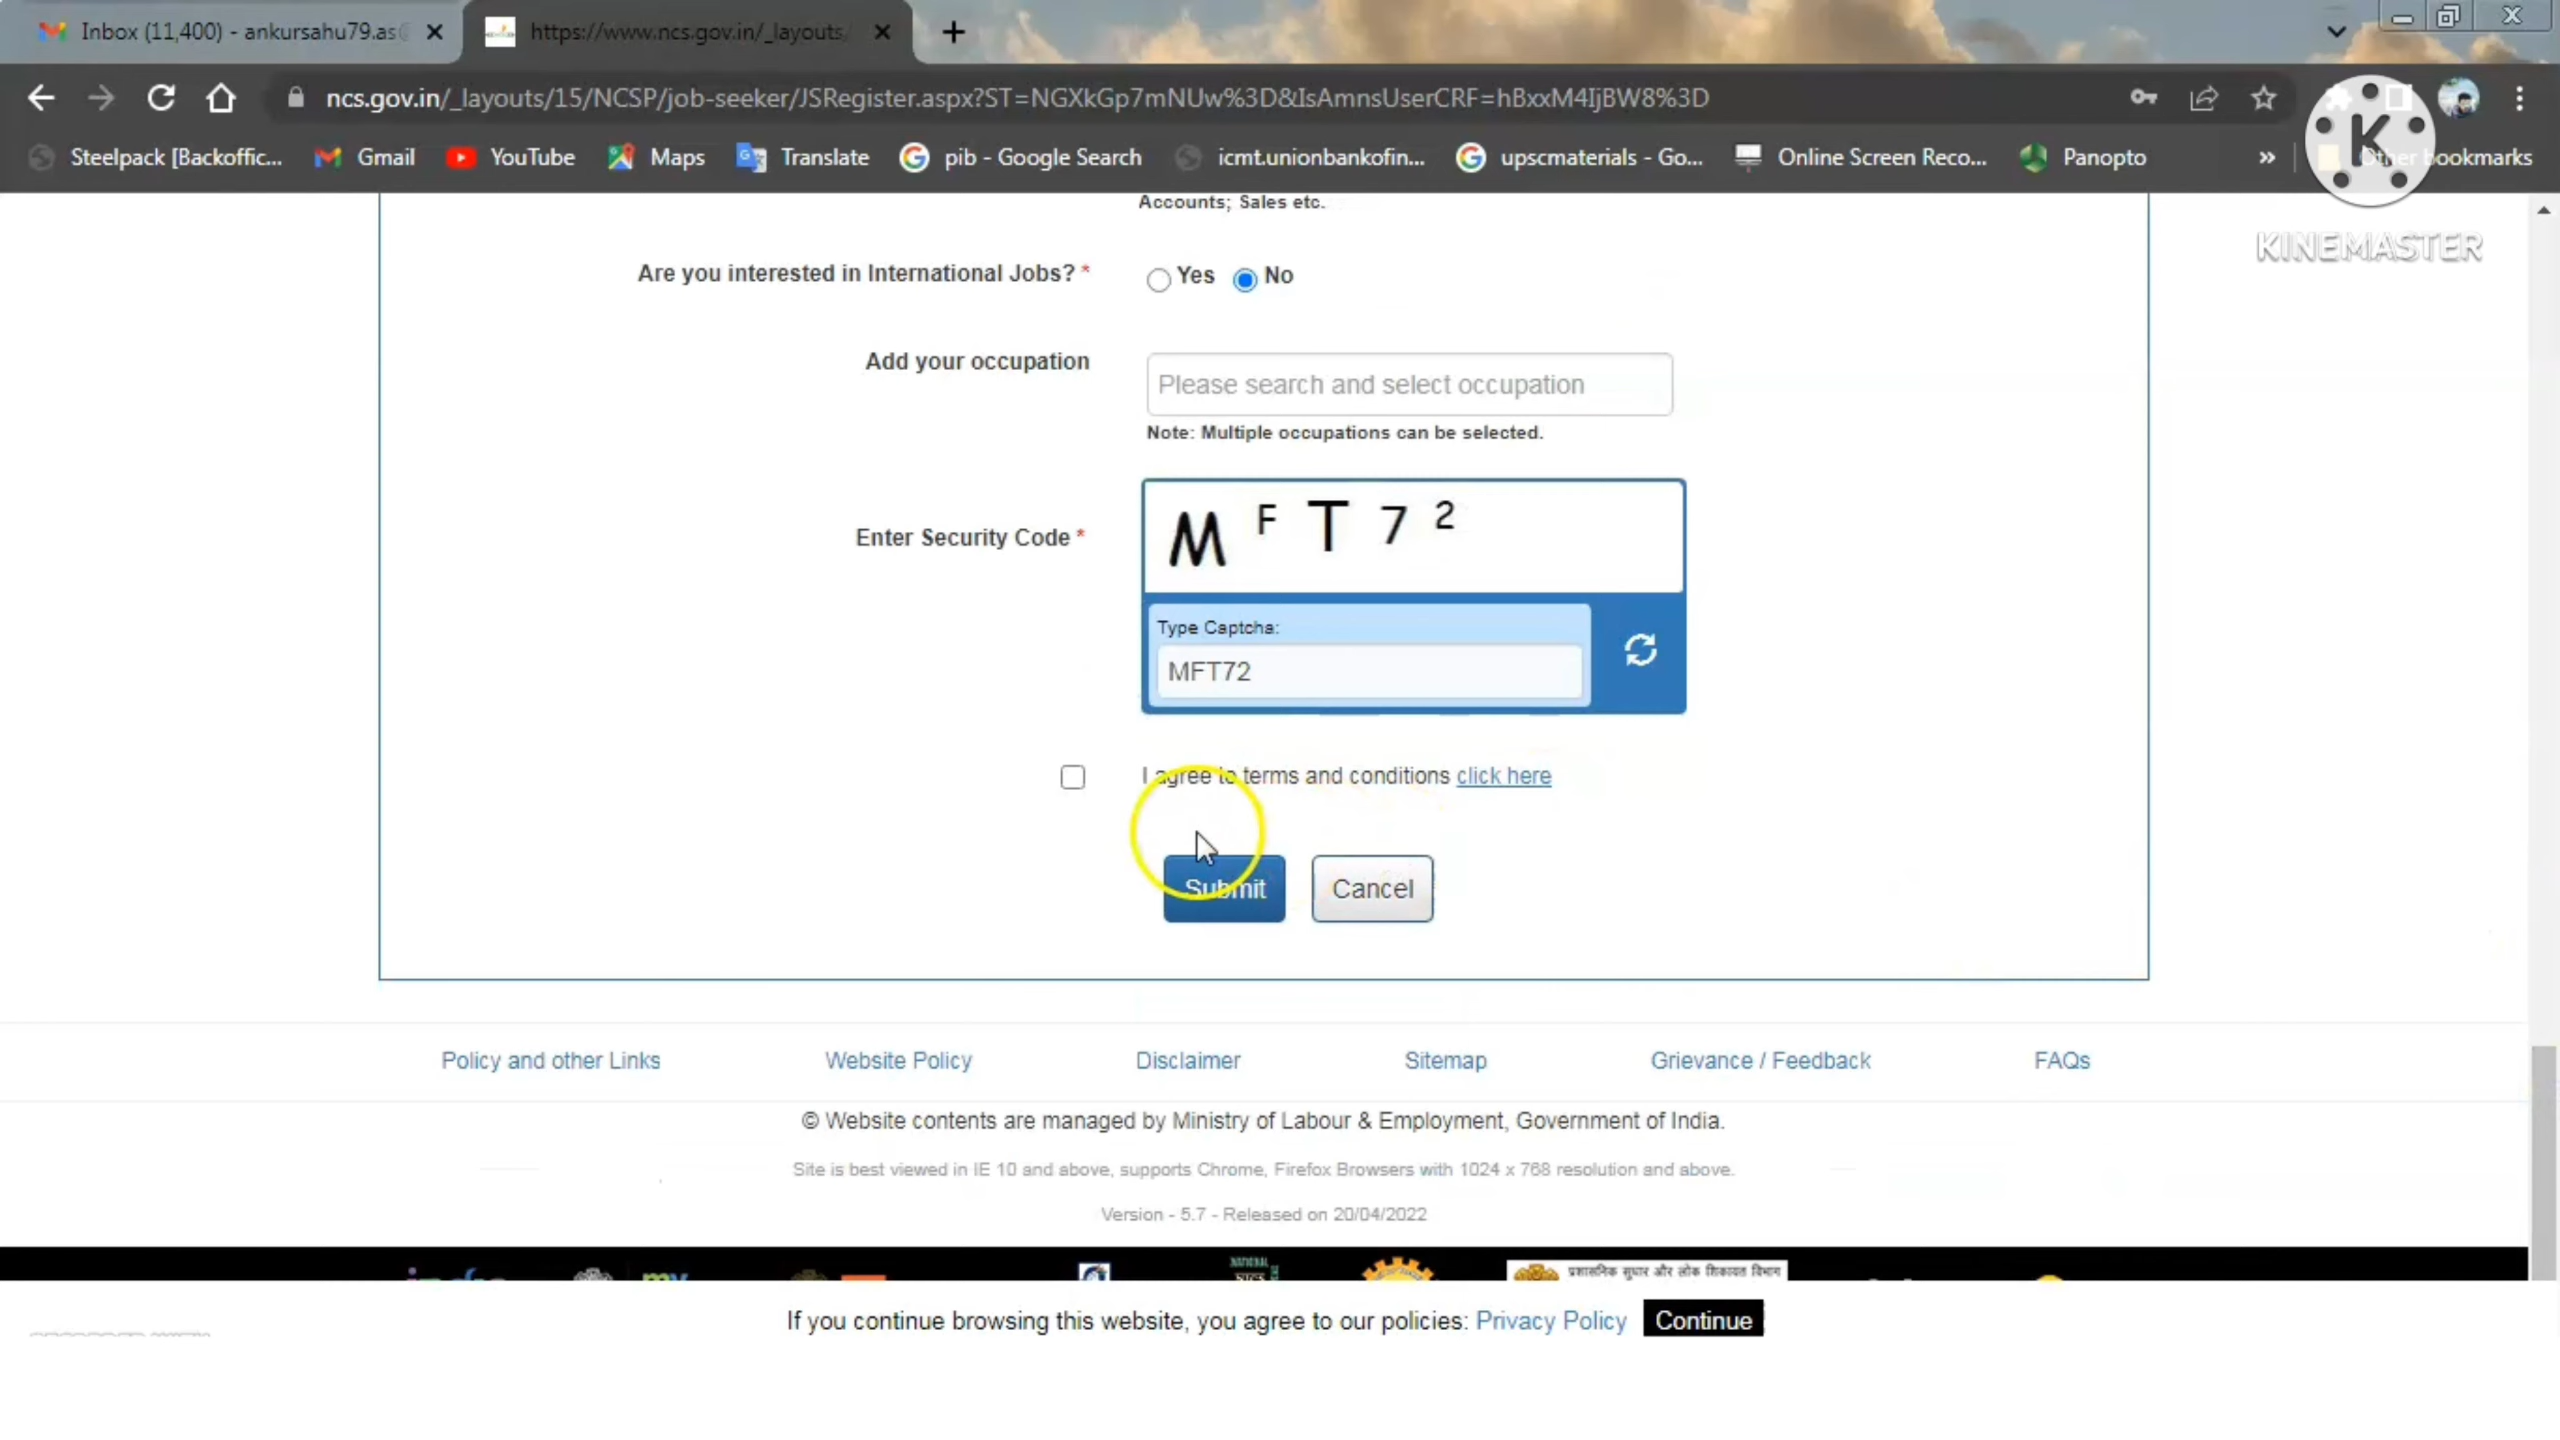 Inbox (11,400) - ankursahu79.as@
https://www.ncs.gov.in/_layouts/
ncs.gov.in/_layouts/15/NCSP/job-seeker/JSRegister.aspx?ST=NGXkGp7mNUw%3D&IsAmnsUserCRF=hBxxM4IjBW8%3D
Steelpack [Backoffic... Gmail YouTube Maps Translate pib - Google Search icmt.unionbankofin... upscmaterials - Go... Online Screen Reco... Panopto » Other bookmarks
K
KINEMASTER
Accounts; Sales etc.
Are you interested in International Jobs? * Yes No
Add your occupation
Please search and select occupation
Note: Multiple occupations can be selected.
M F T 7 2
Enter Security Code *
Type Captcha:
MFT72
I agree to terms and conditions click here
Submit Cancel
Policy and other Links Website Policy Disclaimer Sitemap Grievance / Feedback FAQs
© Website contents are managed by Ministry of Labour & Employment, Government of India.
Site is best viewed in IE 10 and above, supports Chrome, Firefox Browsers with 1024 x 768 resolution and above.
Version - 5.7 - Released on 20/04/2022
प्रशासनिक सुधार और लोक शिकायत विभाग
If you continue browsing this website, you agree to our policies: Privacy Policy Continue